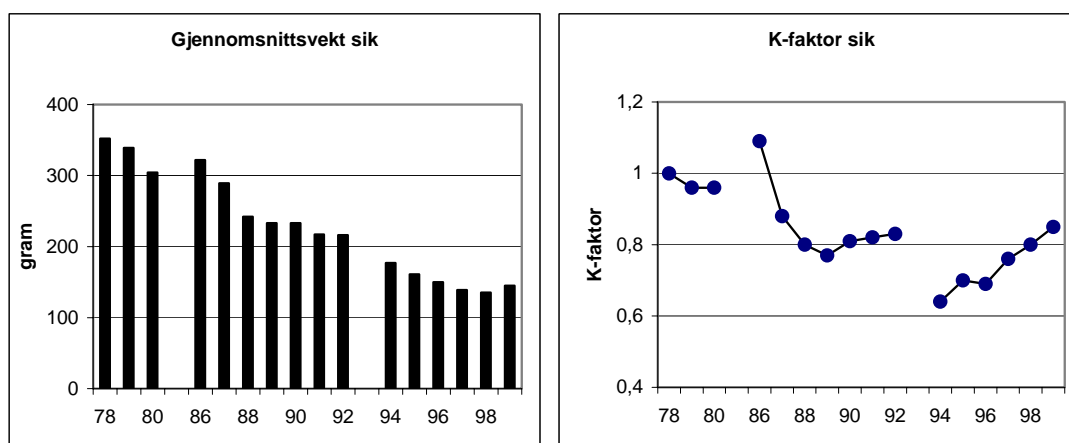 Gjennomsnittsvekt sik
400
300
200
100
0
gram
78 80 86 88 90 92 94 96 98
K-faktor sik
1,2
1
0,8
0,6
0,4
K-faktor
78 80 86 88 90 92 94 96 98